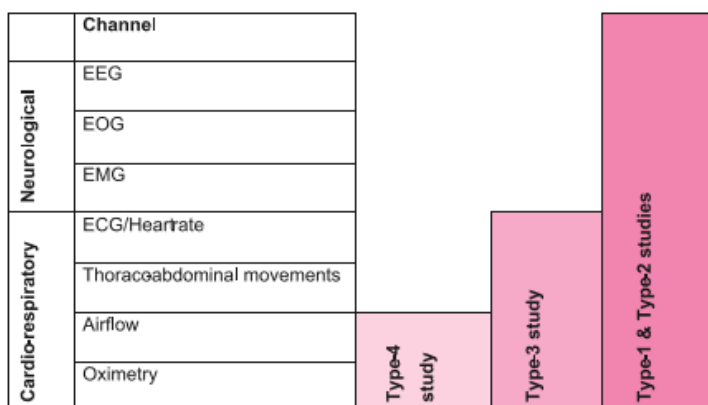 Channel
Neurological
EEG
EOG
EMG
Cardio-respiratory
ECG/Heartrate
Thoracoabdominal movements
Airflow
Oximetry
Type-4
study
Type-3 study
Type-1 & Type-2 studies